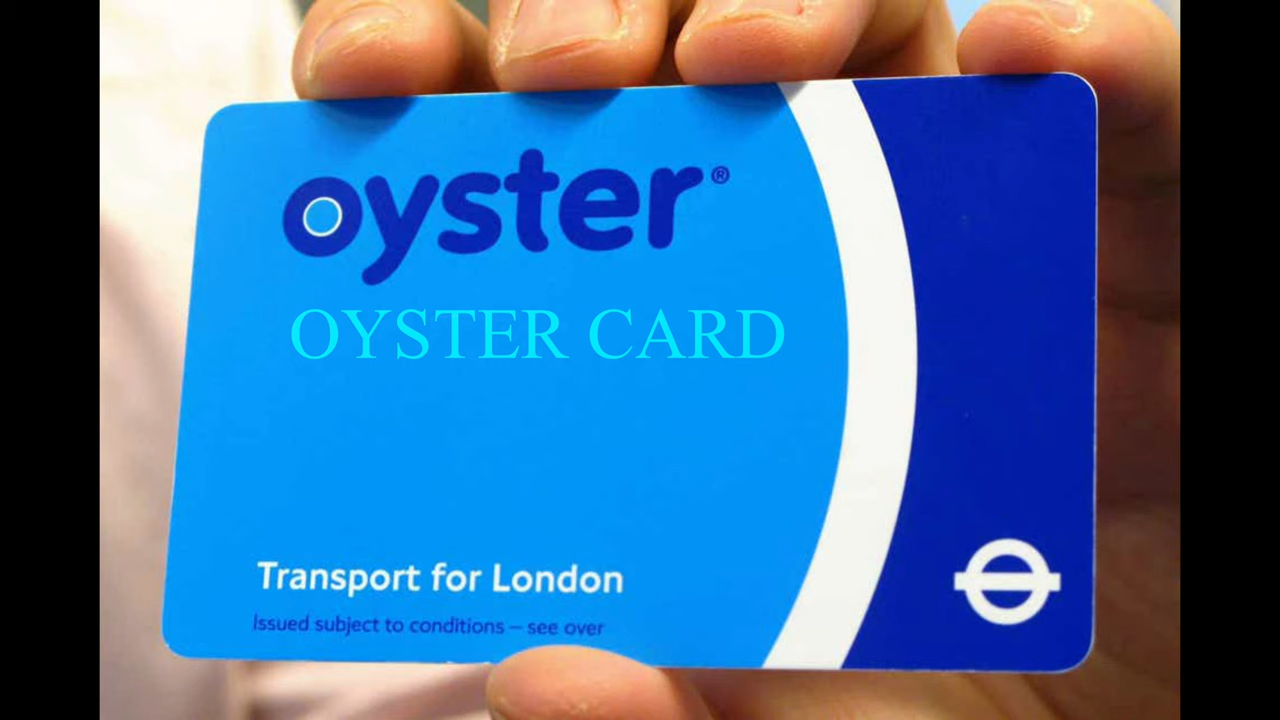 oyster®
OYSTER CARD
Transport for London
Issued subject to conditions – see over